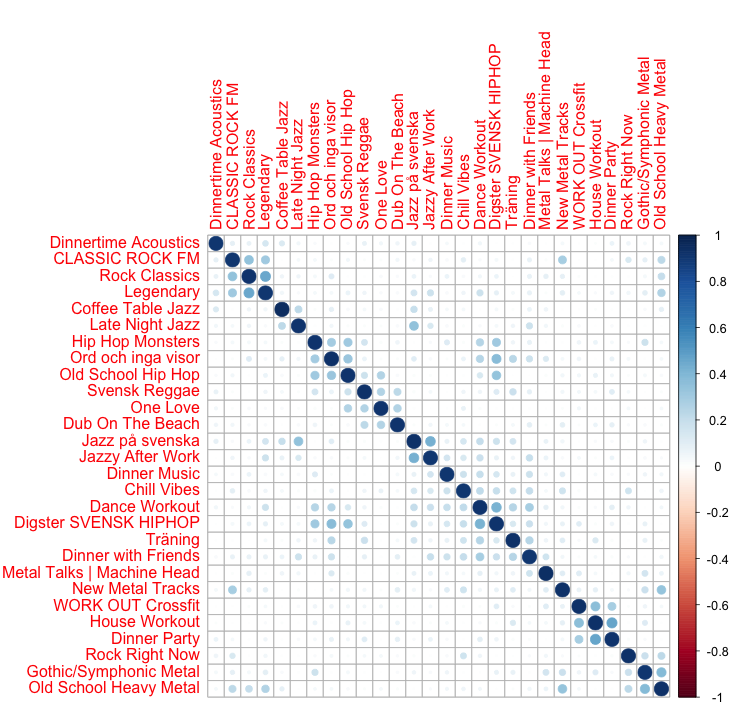 Dinnertime Acoustics
CLASSIC ROCK FM
Rock Classics
Legendary
Coffee Table Jazz
Late Night Jazz
Hip Hop Monsters
Ord och inga visor
Old School Hip Hop
Svensk Reggae
One Love
Dub On The Beach
Jazz på svenska
Jazzy After Work
Dinner Music
Chill Vibes
Dance Workout
Digster SVENSK HIPHOP
Träning
Dinner with Friends
Metal Talks | Machine Head
New Metal Tracks
WORK OUT Crossfit
House Workout
Dinner Party
Rock Right Now
Gothic/Symphonic Metal
Old School Heavy Metal
Dinnertime Acoustics
CLASSIC ROCK FM
Rock Classics
Legendary
Coffee Table Jazz
Late Night Jazz
Hip Hop Monsters
Ord och inga visor
Old School Hip Hop
Svensk Reggae
One Love
Dub On The Beach
Jazz på svenska
Jazzy After Work
Dinner Music
Chill Vibes
Dance Workout
Digster SVENSK HIPHOP
Träning
Dinner with Friends
Metal Talks | Machine Head
New Metal Tracks
WORK OUT Crossfit
House Workout
Dinner Party
Rock Right Now
Gothic/Symphonic Metal
Old School Heavy Metal
1
0.8
0.6
0.4
0.2
0
-0.2
-0.4
-0.6
-0.8
-1